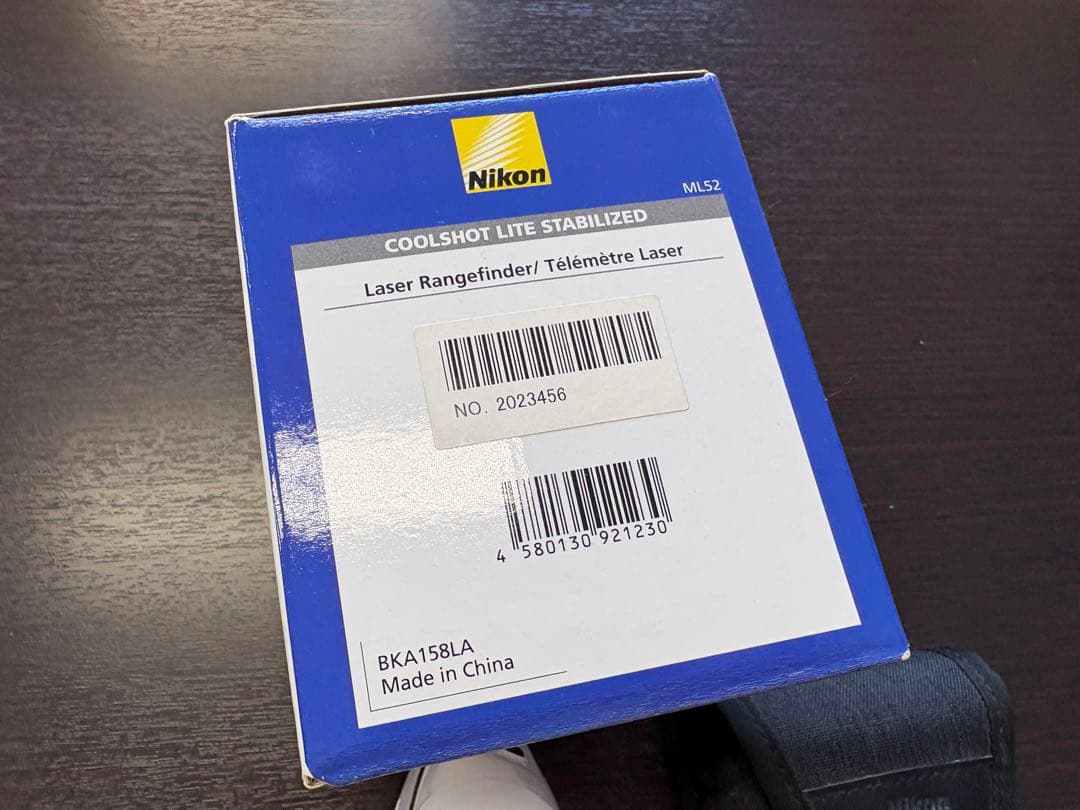 Nikon
ML52
COOLSHOT LITE STABILIZED
Laser Rangefinder/ Télémètre Laser
NO. 2023456
4 580130 921230
BKA158LA
Made in China